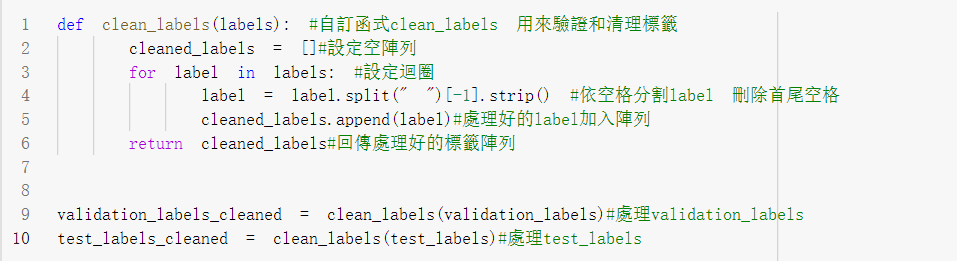 1 def clean_labels(labels): #自訂函式clean_labels 用來驗證和清理標籤
2 cleaned_labels = []#設定空陣列
3 for label in labels: #設定迴圈
4 label = label.split(" ")[-1].strip() #依空格分割label 刪除首尾空格
5 cleaned_labels.append(label)#處理好的label加入陣列
6 return cleaned_labels#回傳處理好的標籤陣列
7
8
9 validation_labels_cleaned = clean_labels(validation_labels)#處理validation_labels
10 test_labels_cleaned = clean_labels(test_labels)#處理test_labels